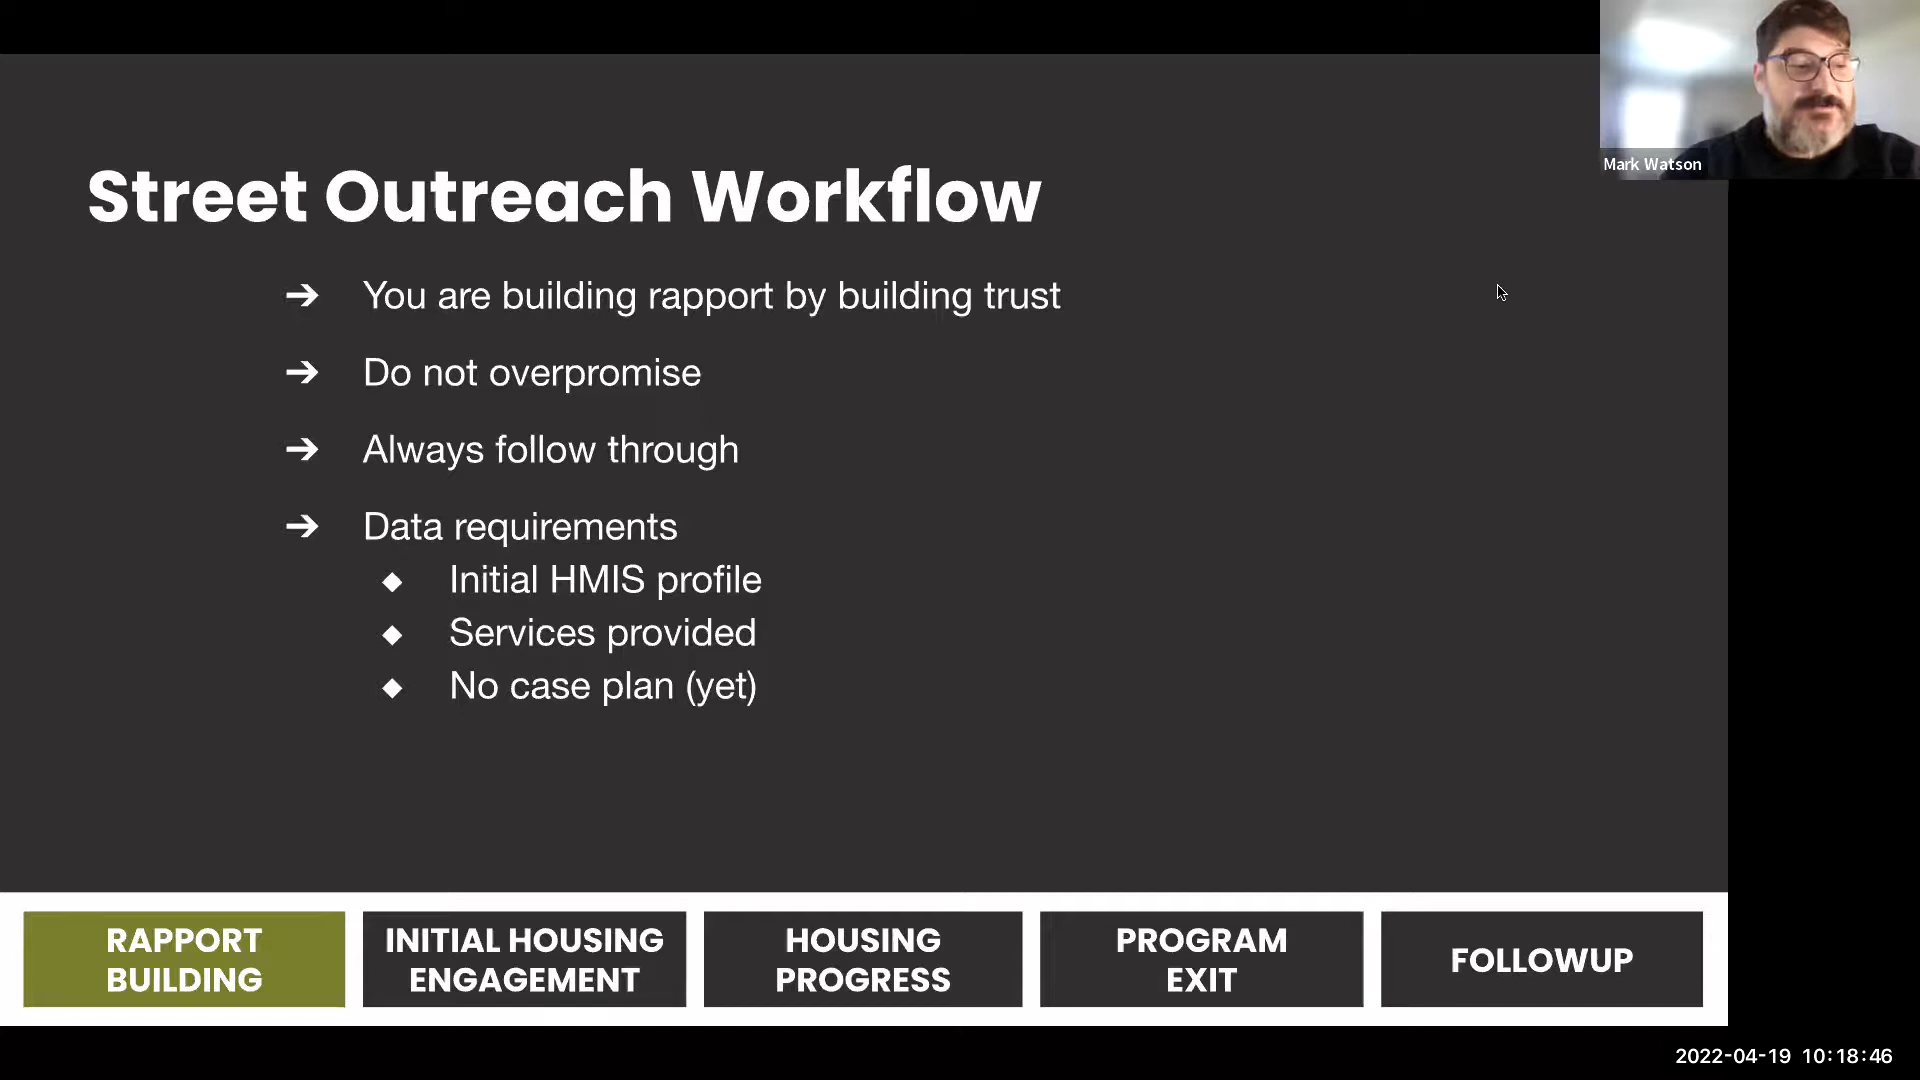 Mark Watson
Street Outreach Workflow
➔ You are building rapport by building trust
➔ Do not overpromise
➔ Always follow through
➔ Data requirements
◆ Initial HMIS profile
◆ Services provided
◆ No case plan (yet)
RAPPORT
BUILDING
INITIAL HOUSING
ENGAGEMENT
HOUSING
PROGRESS
PROGRAM
EXIT
FOLLOWUP
2022-04-19 10:18:46